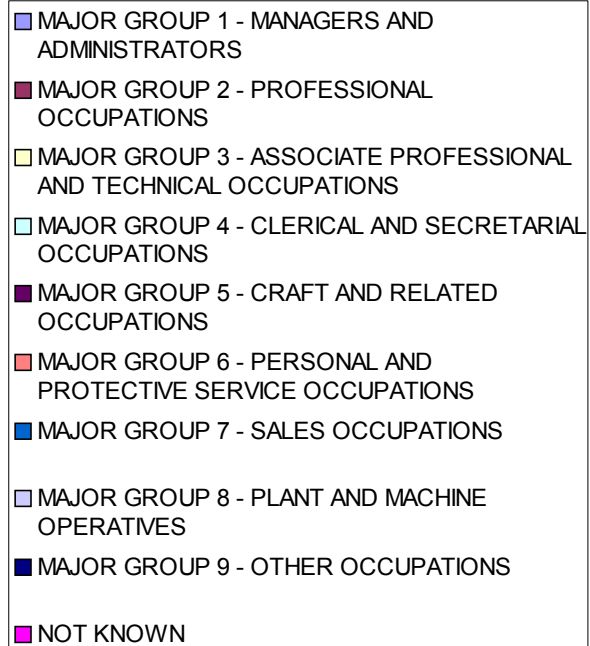 MAJOR GROUP 1 - MANAGERS AND
ADMINISTRATORS
MAJOR GROUP 2 - PROFESSIONAL
OCCUPATIONS
MAJOR GROUP 3 - ASSOCIATE PROFESSIONAL
AND TECHNICAL OCCUPATIONS
MAJOR GROUP 4 - CLERICAL AND SECRETARIAL
OCCUPATIONS
MAJOR GROUP 5 - CRAFT AND RELATED
OCCUPATIONS
MAJOR GROUP 6 - PERSONAL AND
PROTECTIVE SERVICE OCCUPATIONS
MAJOR GROUP 7 - SALES OCCUPATIONS
MAJOR GROUP 8 - PLANT AND MACHINE
OPERATIVES
MAJOR GROUP 9 - OTHER OCCUPATIONS
NOT KNOWN